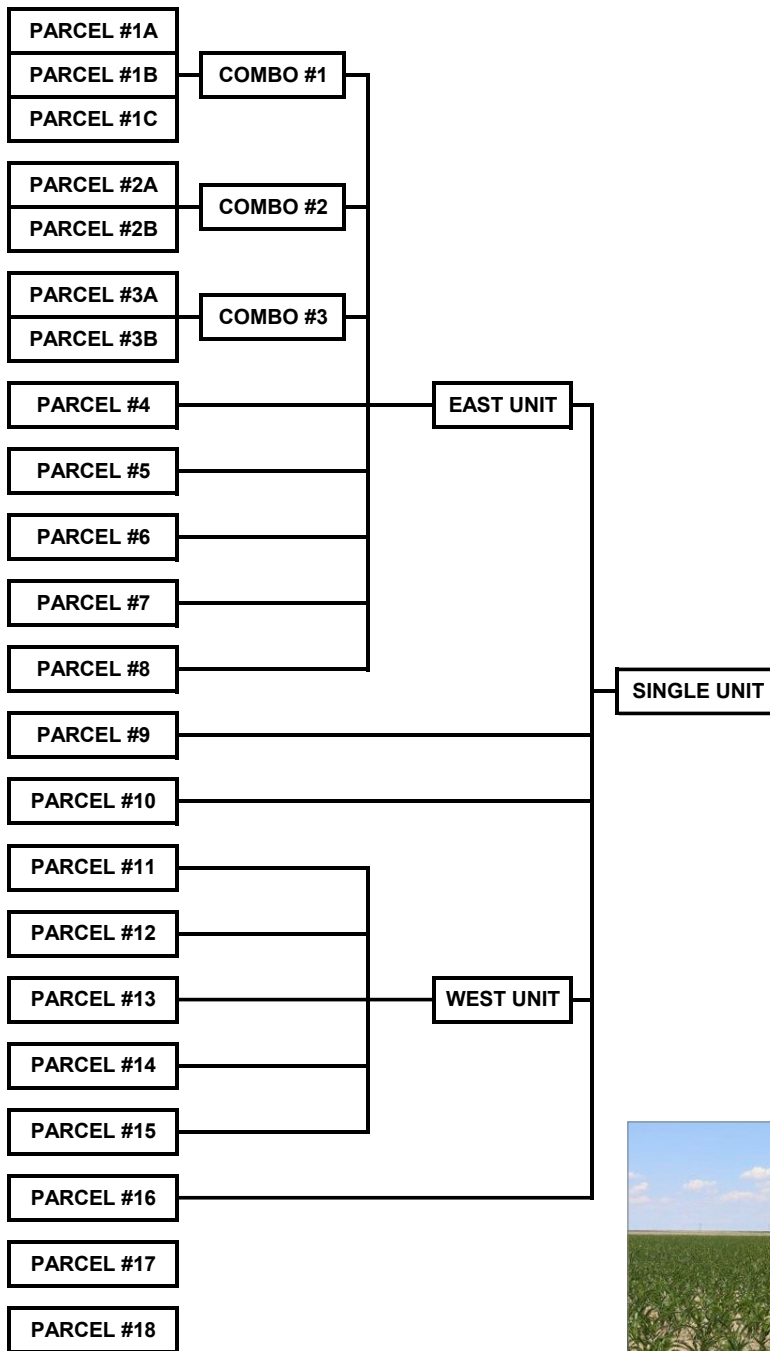 PARCEL #1A
PARCEL #1B
COMBO #1
PARCEL #1C
PARCEL #2A
COMBO #2
PARCEL #2B
PARCEL #3A
COMBO #3
PARCEL #3B
PARCEL #4
EAST UNIT
PARCEL #5
PARCEL #6
PARCEL #7
PARCEL #8
SINGLE UNIT
PARCEL #9
PARCEL #10
PARCEL #11
PARCEL #12
PARCEL #13
WEST UNIT
PARCEL #14
PARCEL #15
PARCEL #16
PARCEL #17
PARCEL #18